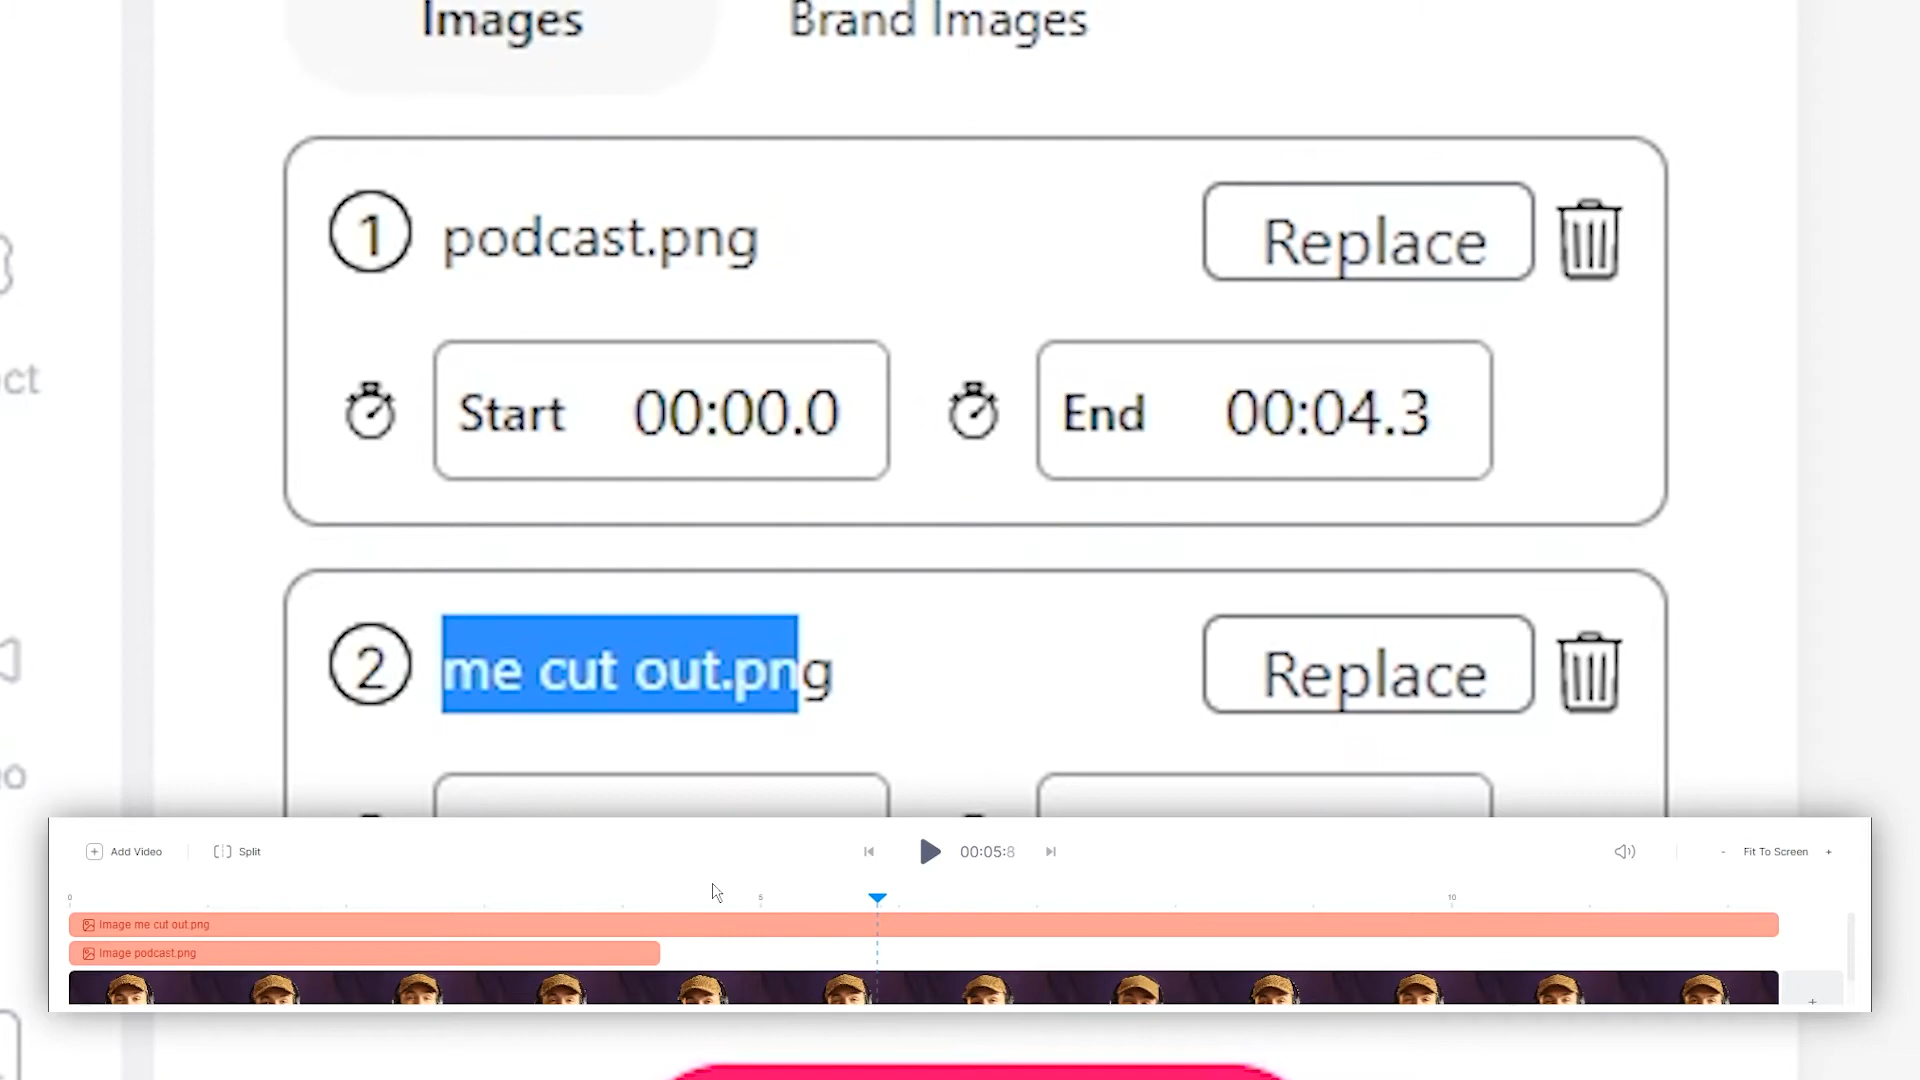 Images Brand Images
1 podcast.png Replace
ct
Start 00:00.0 End 00:04.3
2 me cut out.png Replace
o
Add Video Split 00:05:8 - Fit To Screen +
0 5 10
Image me cut out.png
Image podcast.png
+